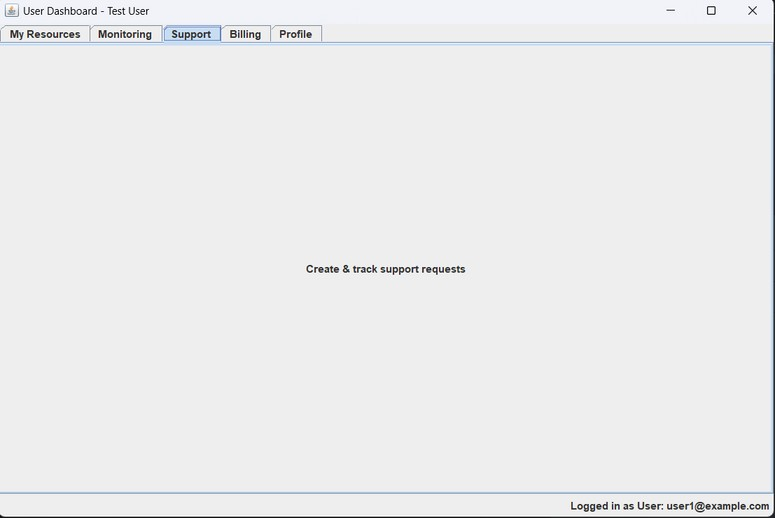 User Dashboard - Test User
My Resources Monitoring Support Billing Profile
Create & track support requests
Logged in as User: user1@example.com